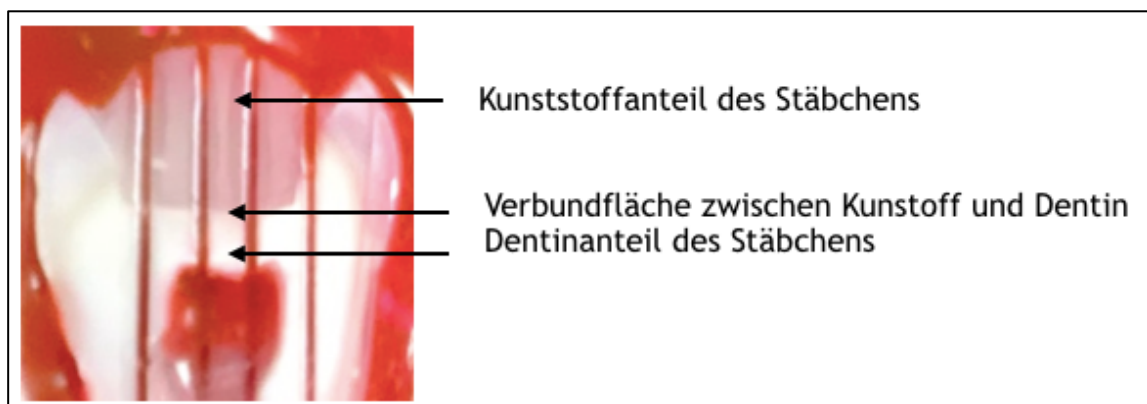 Kunststoffanteil des Stäbchens
Verbundfläche zwischen Kunstoff und Dentin
Dentinanteil des Stäbchens